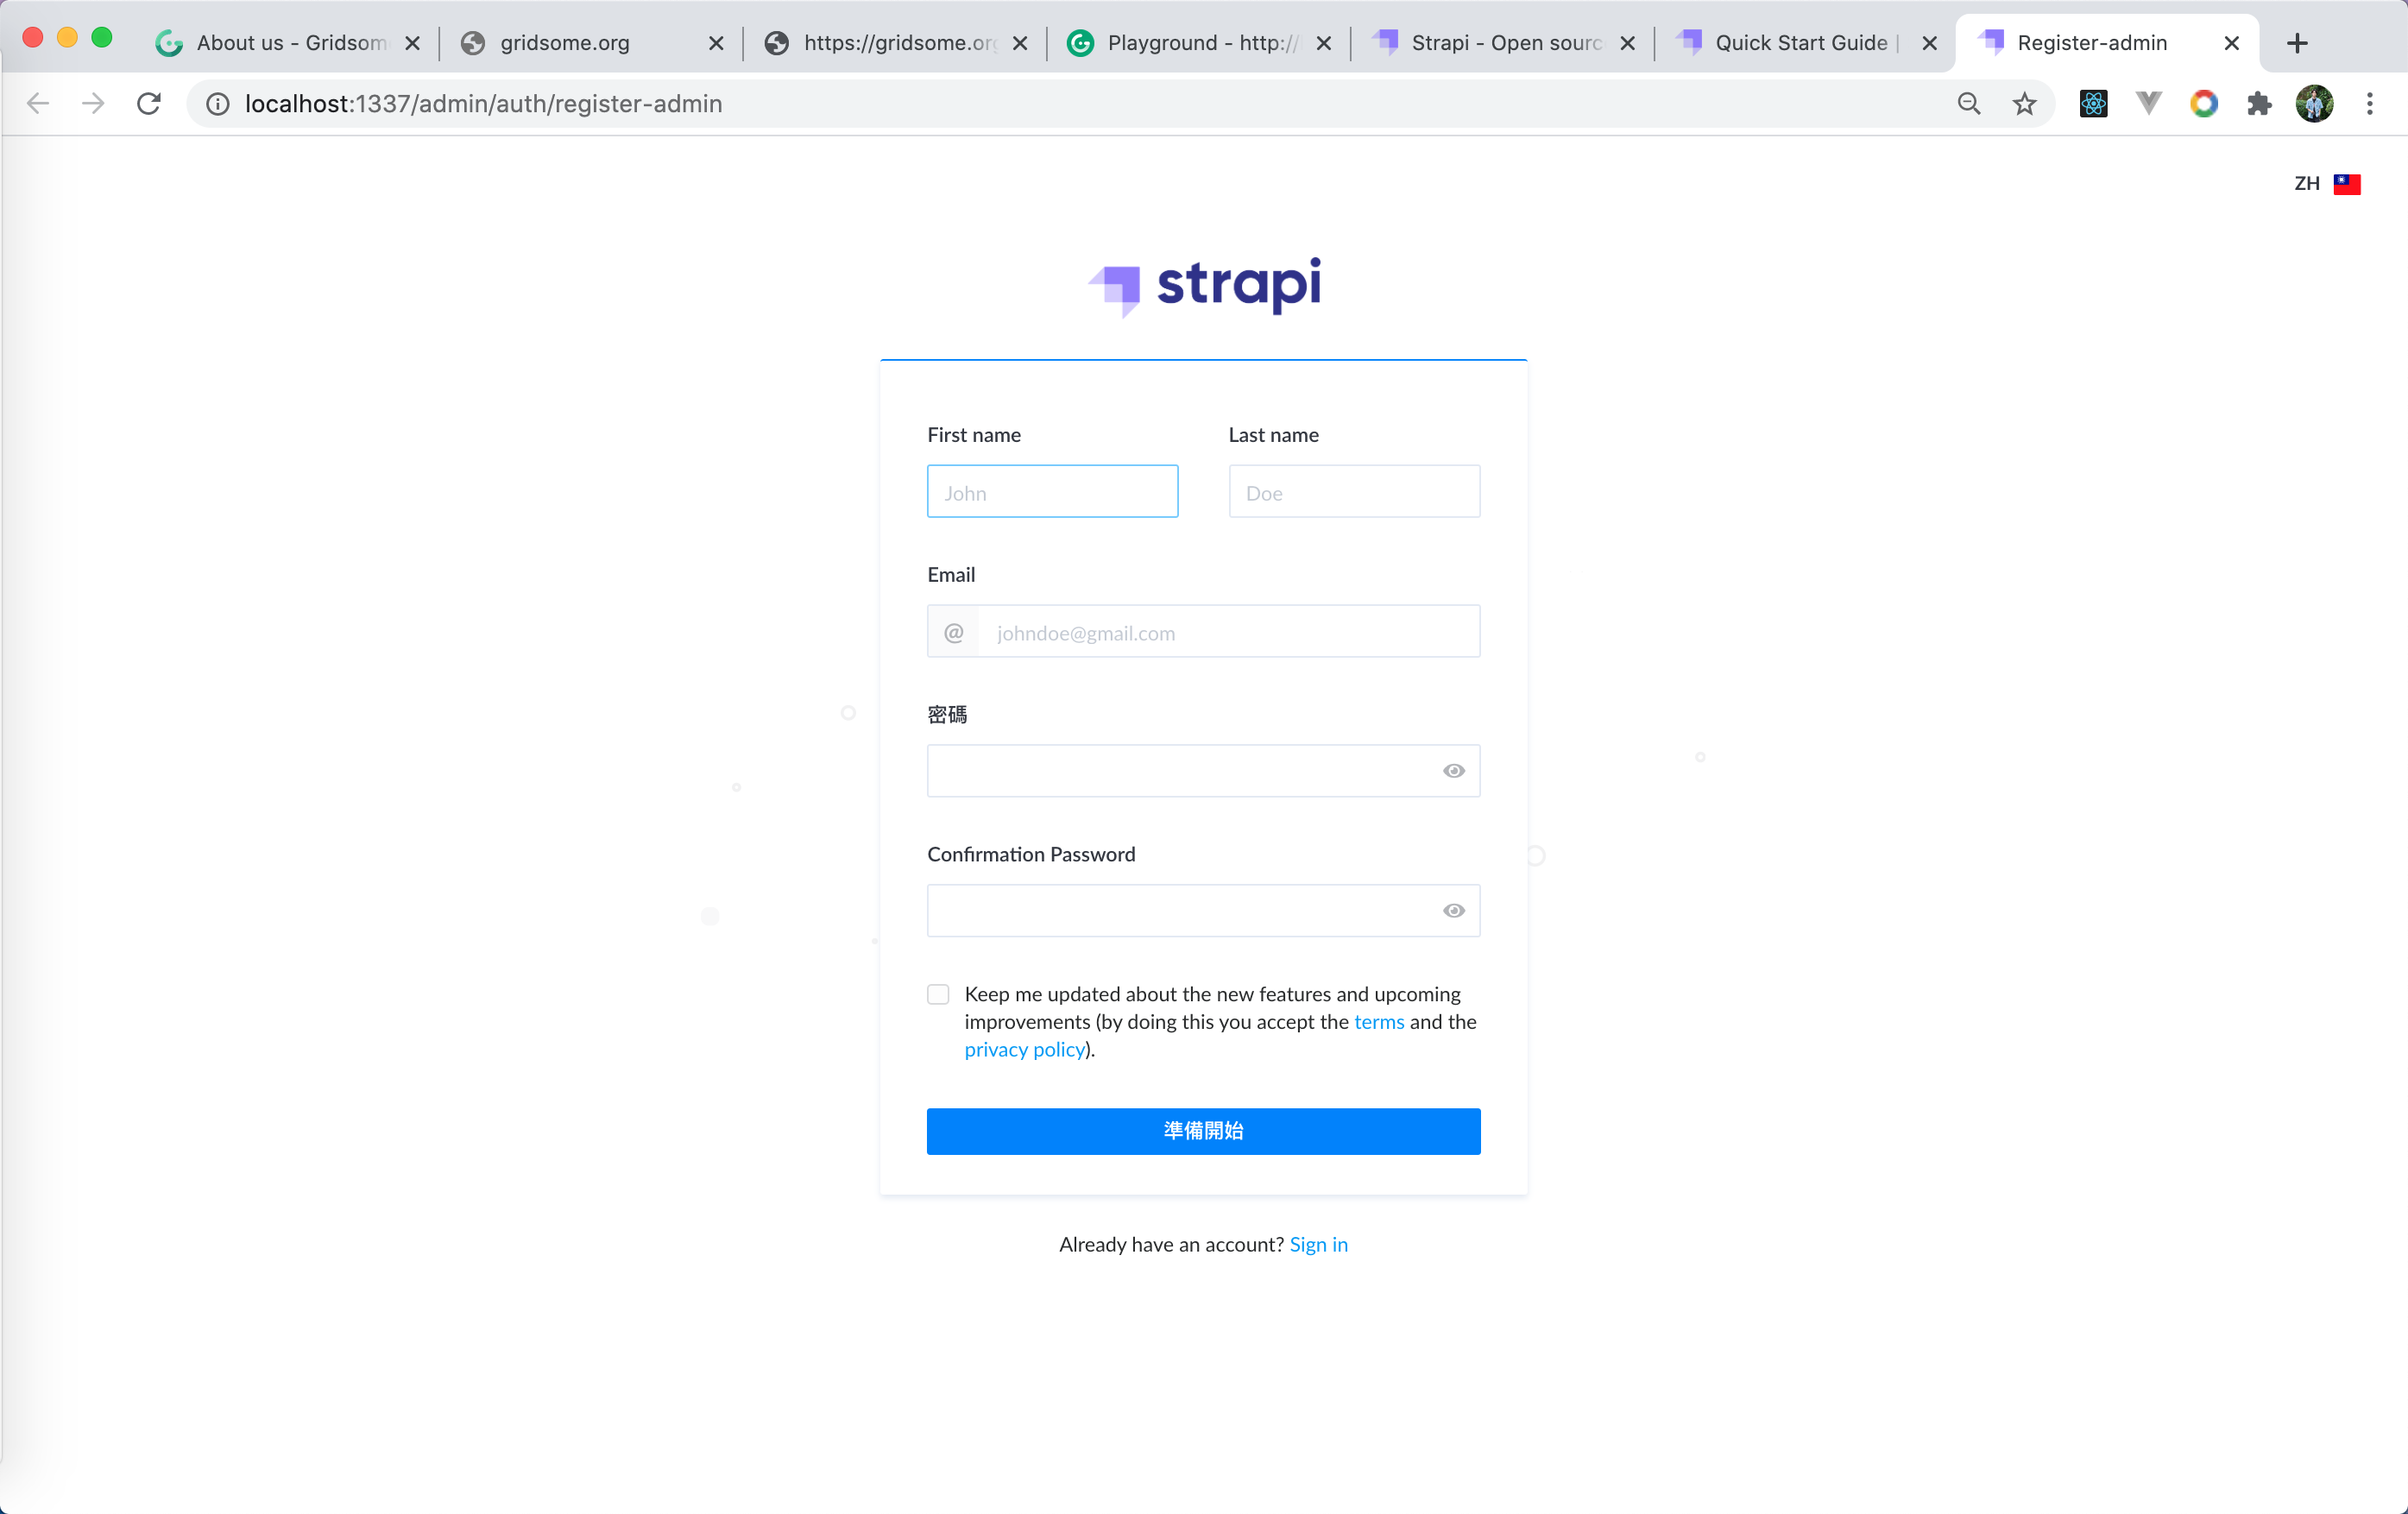 About us - Gridsom
gridsome.org
https://gridsome.org
Playground - http://
Strapi - Open sourc
Quick Start Guide |
Register-admin
localhost:1337/admin/auth/register-admin
ZH
strapi
First name
Last name
John
Doe
Email
@ johndoe@gmail.com
密碼
Confirmation Password
Keep me updated about the new features and upcoming
improvements (by doing this you accept the terms and the
privacy policy).
準備開始
Already have an account? Sign in